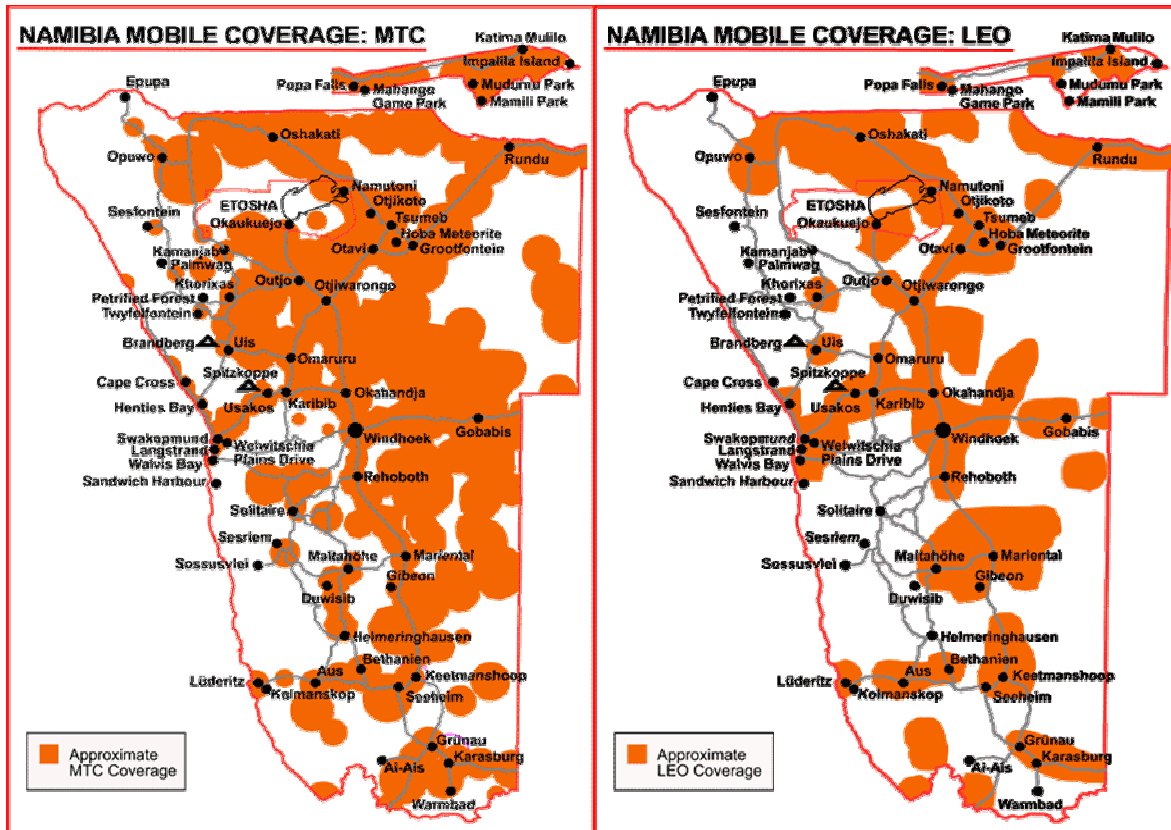 NAMIBIA MOBILE COVERAGE: MTC
Katima Mulilo
Impalila Island
Popa Falls
Mahango
Game Park
Mudumu Park
Mamili Park
Epupa
Oshakati
Opuwo
Rundu
Namutoni
ETOSHA
Otjikoto
Okaukuejo
Tsumeb
Sesfontein
Hoba Meteorite
Otavi
Grootfontein
Kamanjab
Palmwag
Khorixas
Outjo
Otjiwarongo
Petrified Forest
Twyfelfontein
Brandberg
Uis
Omaruru
Spitzkoppe
Cape Cross
Usakos
Karibib
Okahandja
Henties Bay
Gobabis
Swakopmund
Welwitschia
Plains Drive
Windhoek
Langstrand
Walvis Bay
Sandwich Harbour
Rehoboth
Solitaire
Sesriem
Maltahöhe
Mariental
Sossusvlei
Gibeon
Duwisib
Helmeringhausen
Bethanien
Aus
Keetmanshoop
Lüderitz
Kolmanskop
Seeheim
Grünau
Ai-Ais
Karasburg
Warmbad
Approximate
MTC Coverage
NAMIBIA MOBILE COVERAGE: LEO
Katima Mulilo
Impalila Island
Popa Falls
Mahango
Game Park
Mudumu Park
Mamili Park
Epupa
Oshakati
Opuwo
Rundu
Namutoni
ETOSHA
Otjikoto
Okaukuejo
Tsumeb
Sesfontein
Hoba Meteorite
Otavi
Grootfontein
Kamanjab
Palmwag
Khorixas
Outjo
Otjiwarongo
Petrified Forest
Twyfelfontein
Brandberg
Uis
Omaruru
Spitzkoppe
Cape Cross
Usakos
Karibib
Okahandja
Henties Bay
Gobabis
Swakopmund
Welwitschia
Plains Drive
Windhoek
Langstrand
Walvis Bay
Sandwich Harbour
Rehoboth
Solitaire
Sesriem
Maltahöhe
Mariental
Sossusvlei
Gibeon
Duwisib
Helmeringhausen
Bethanien
Aus
Keetmanshoop
Lüderitz
Kolmanskop
Seeheim
Grünau
Ai-Ais
Karasburg
Warmbad
Approximate
LEO Coverage